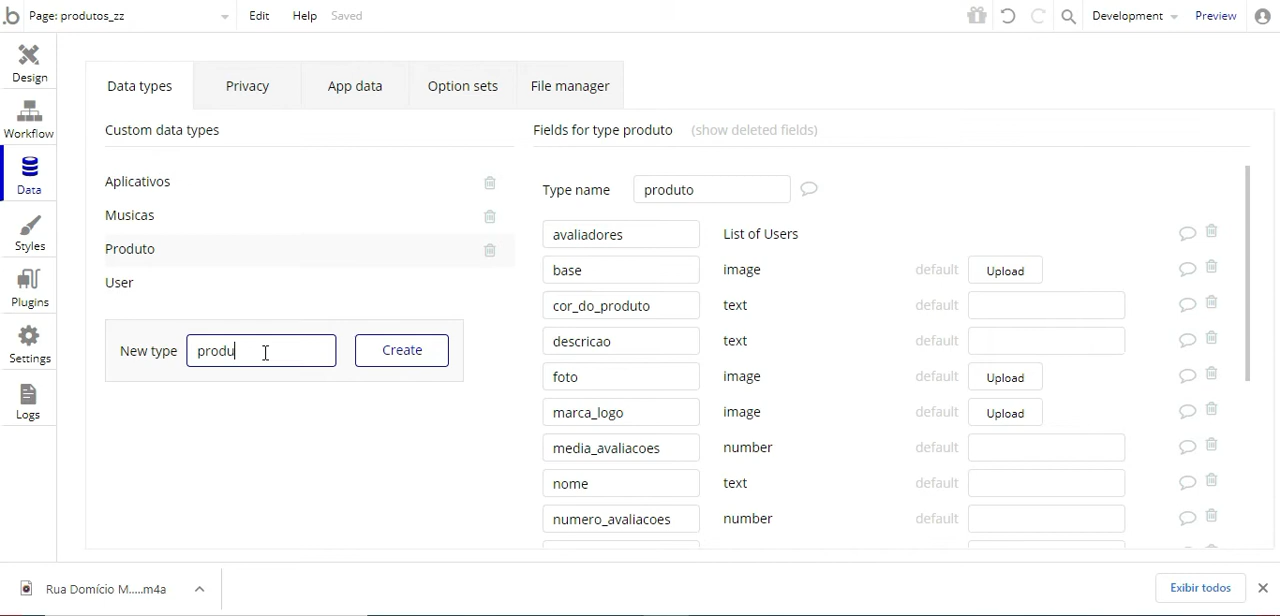 .b Page: produtos_zz Edit Help Saved Development Preview
Design
Workflow
Data
Styles
Plugins
Settings
Logs
Data types Privacy App data Option sets File manager
Custom data types
Aplicativos
Musicas
Produto
User
New type produ Create
Fields for type produto (show deleted fields)
Type name produto
avaliadores List of Users
base image default Upload
cor_do_produto text default
descricao text default
foto image default Upload
marca_logo image default Upload
media_avaliacoes number default
nome text default
numero_avaliacoes number default
Rua Domício M.....m4a Exibir todos